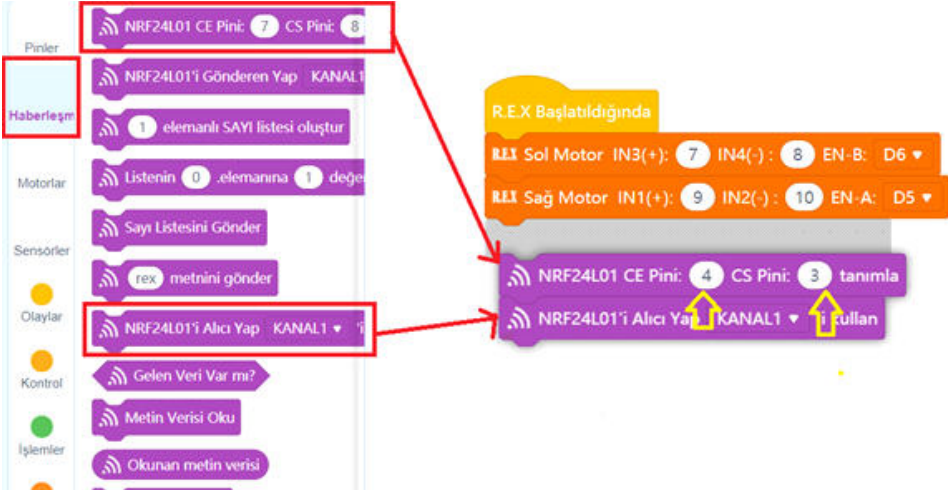 Pinler
Haberleşm
Motorlar
Sensörler
Olaylar
Kontrol
İşlemler
NRF24L01 CE Pini: 7 CS Pini: 8
NRF24L01'i Gönderen Yap KANAL1
1 elemanlı SAYI listesi oluştur
Listenin 0 .elemanına 1 değe
Sayı Listesini Gönder
rex metnini gönder
NRF24L01'i Alıcı Yap KANAL1 'i
Gelen Veri Var mı?
Metin Verisi Oku
Okunan metin verisi
R.E.X Başlatıldığında
R.E.X Sol Motor IN3(+): 7 IN4(-) : 8 EN-B: D6
R.E.X Sağ Motor IN1(+): 9 IN2(-) : 10 EN-A: D5
NRF24L01 CE Pini: 4 CS Pini: 3 tanımla
NRF24L01'i Alıcı Yap KANAL1 'i kullan